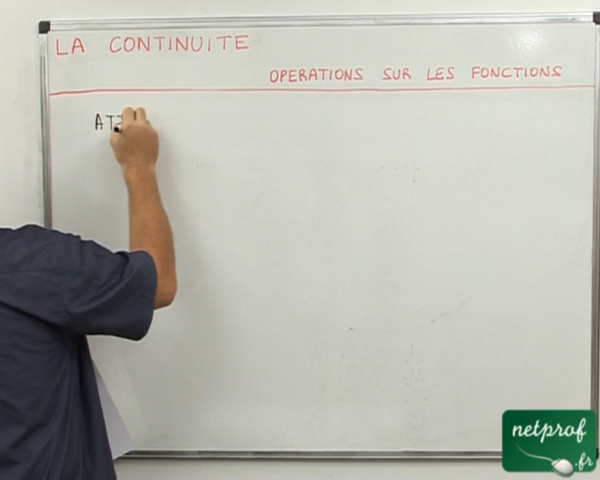 LA CONTINUITE
OPERATIONS SUR LES FONCTIONS
netprof
.fr